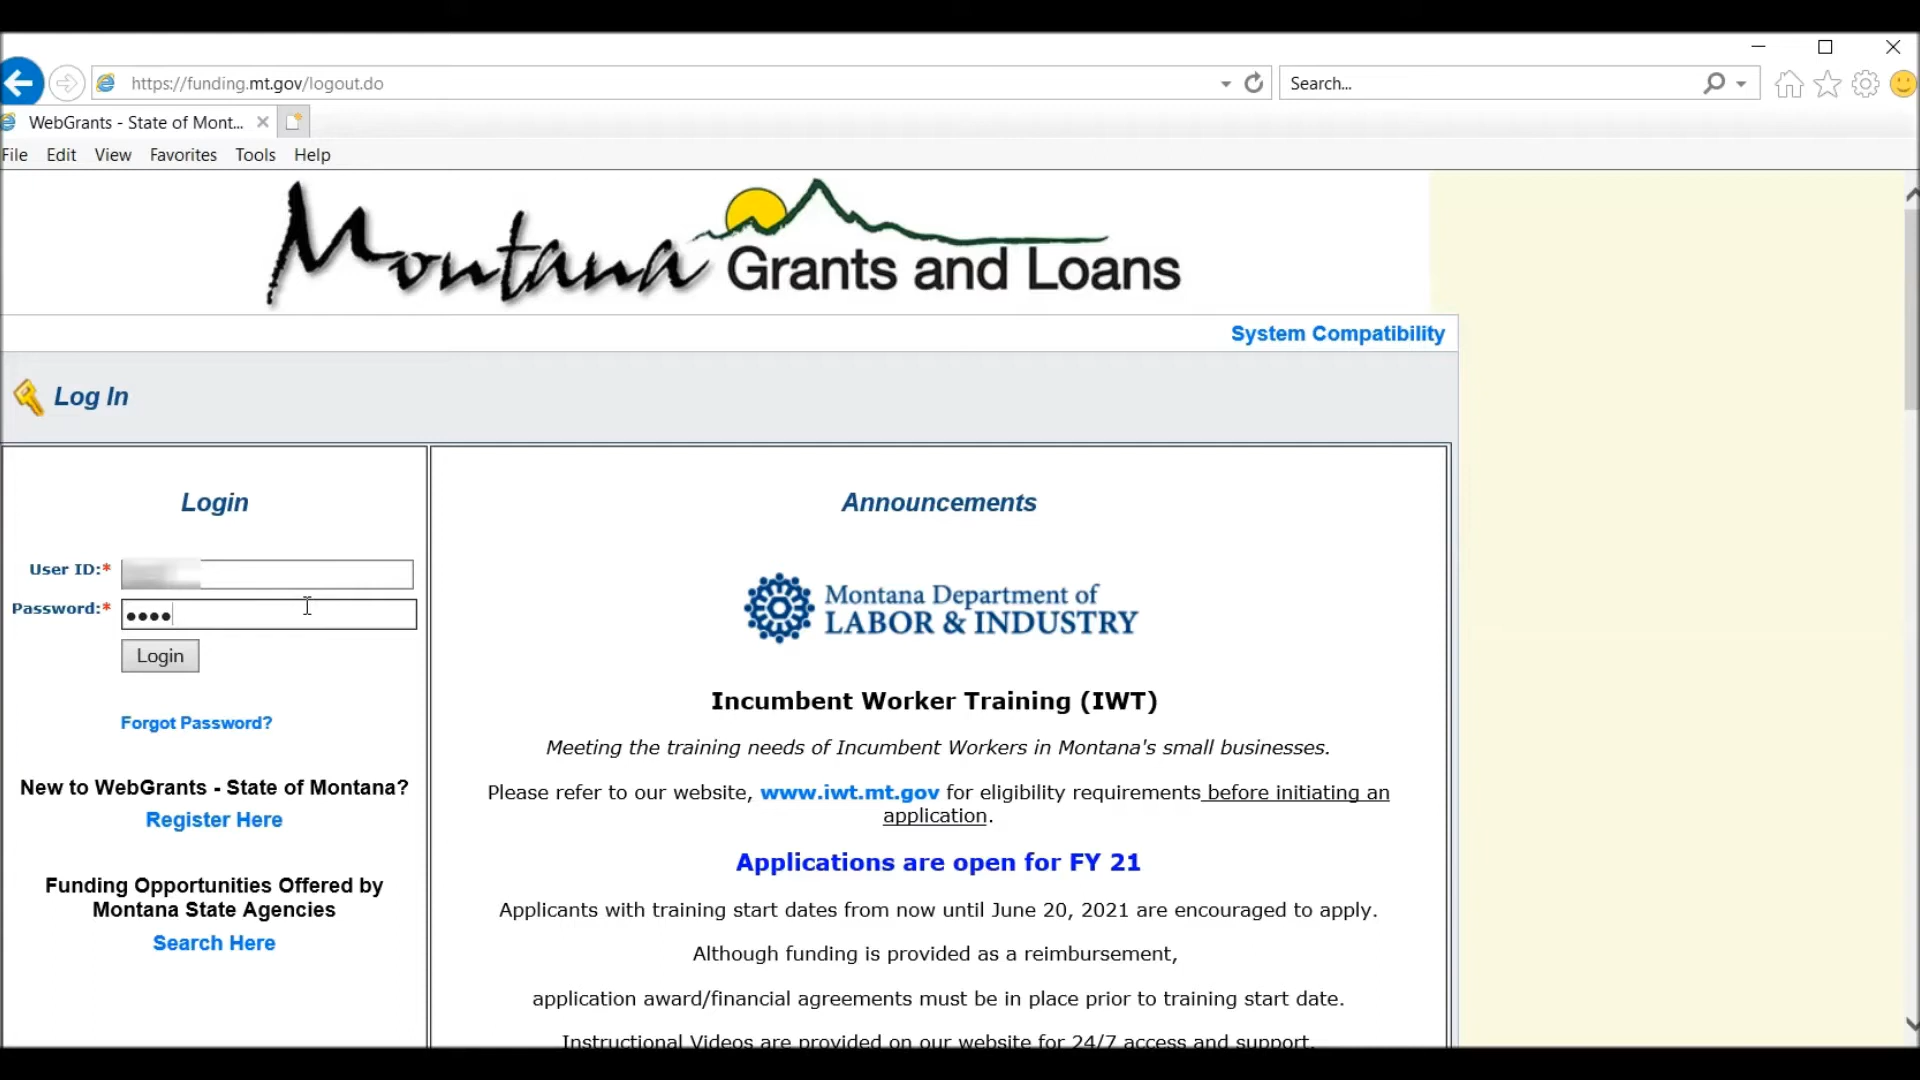 https://funding.mt.gov/logout.do
Search...
WebGrants - State of Mont...
File Edit View Favorites Tools Help
Montana Grants and Loans
System Compatibility
Log In
Login
User ID:*
Password:*
Login
Forgot Password?
New to WebGrants - State of Montana?
Register Here
Funding Opportunities Offered by
Montana State Agencies
Search Here
Announcements
Montana Department of
LABOR & INDUSTRY
Incumbent Worker Training (IWT)
Meeting the training needs of Incumbent Workers in Montana's small businesses.
Please refer to our website, www.iwt.mt.gov for eligibility requirements before initiating an
application.
Applications are open for FY 21
Applicants with training start dates from now until June 20, 2021 are encouraged to apply.
Although funding is provided as a reimbursement,
application award/financial agreements must be in place prior to training start date.
Instructional Videos are provided on our website for 24/7 access and support.